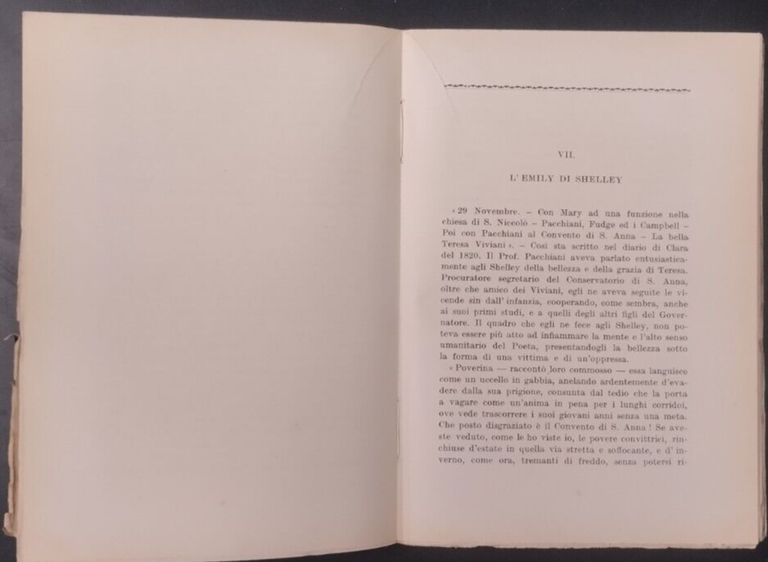 VII.
L'EMILY DI SHELLEY
« 29 Novembre. – Con Mary ad una funzione nella
chiesa di S. Niccolò – Pacchiani, Fudge ed i Campbell –
Poi con Pacchiani al Convento di S. Anna – La bella
Teresa Viviani ». – Così sta scritto nel diario di Clara
del 1820. Il Prof. Pacchiani aveva parlato entusiastica-
mente agli Shelley della bellezza e della grazia di Teresa.
Procuratore segretario del Conservatorio di S. Anna,
oltre che amico dei Viviani, egli ne aveva seguite le vi-
cende sin dall' infanzia, cooperando, come sembra, anche
ai suoi primi studi, e a quelli degli altri figli del Gover-
natore. Il quadro che egli ne fece agli Shelley, non po-
teva essere più atto ad infiammare la mente e l'alto senso
umanitario del Poeta, presentandogli la bellezza sotto
la forma di una vittima e di un'oppressa.
« Poverina — raccontò loro commosso — essa languisce
come un uccello in gabbia, anelando ardentemente d'eva-
dere dalla sua prigione, consunta dal tedio che la porta
a vagare come un'anima in pena per i lunghi corridoi,
ove vede trascorrere i suoi giovani anni senza una meta.
Che posto disgraziato è il Convento di S. Anna ! Se ave-
ste veduto, come le ho viste io, le povere convittrici, rin-
chiuse d'estate in quella via stretta e soffocante, e d' in-
verno, come ora, tremanti di freddo, senza potersi ri-